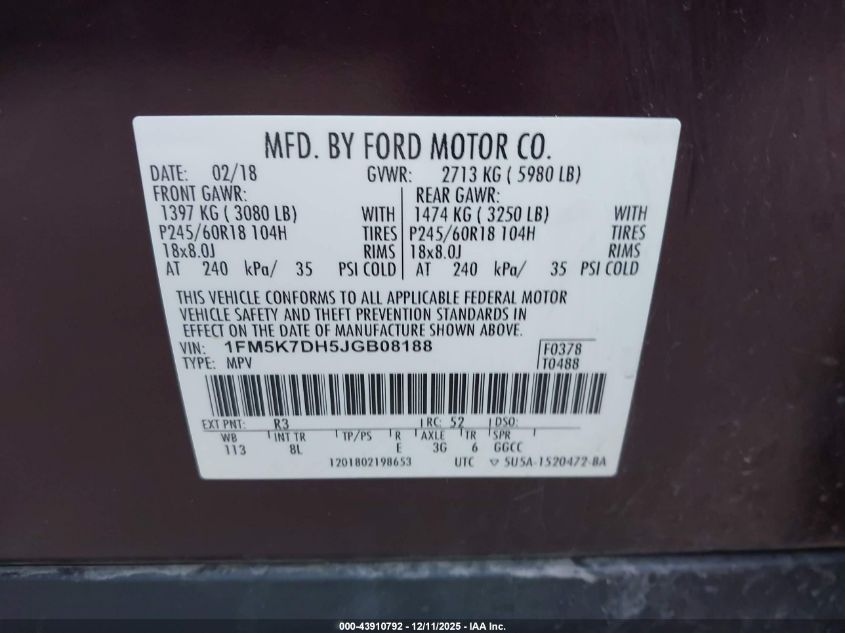 MFD. BY FORD MOTOR CO.
DATE: 02/18 GVWR: 2713 KG ( 5980 LB)
FRONT GAWR: REAR GAWR:
1397 KG ( 3080 LB) WITH 1474 KG ( 3250 LB) WITH
P245/60R18 104H TIRES P245/60R18 104H TIRES
18x8.0J RIMS 18x8.0J RIMS
AT 240 kPa/ 35 PSI COLD AT 240 kPa/ 35 PSI COLD
THIS VEHICLE CONFORMS TO ALL APPLICABLE FEDERAL MOTOR
VEHICLE SAFETY AND THEFT PREVENTION STANDARDS IN
EFFECT ON THE DATE OF MANUFACTURE SHOWN ABOVE.
VIN: 1FM5K7DH5JGB08188 F0378
TYPE: MPV T0488
EXT PNT: R3 RC: 52 DSO:
WB INT TR TP/PS R AXLE TR SPR
113 8L E 3G 6 GGCC
1201802198653 UTC 5U5A-1520472-BA
000-43910792 - 12/11/2025 - IAA Inc.